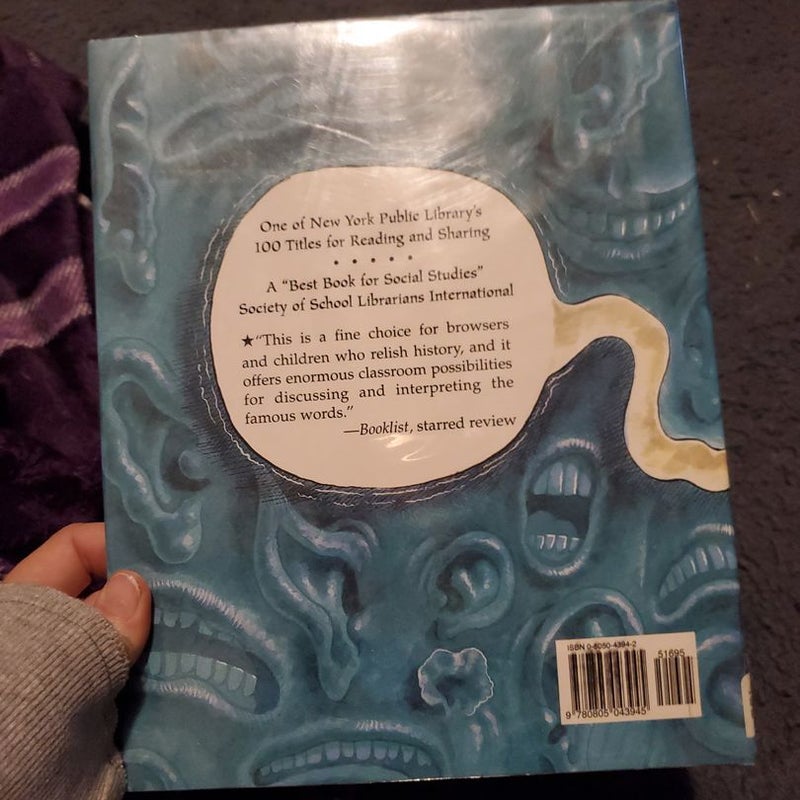 One of New York Public Library's
100 Titles for Reading and Sharing
• • • • •
A "Best Book for Social Studies"
Society of School Librarians International
★"This is a fine choice for browsers
and children who relish history, and it
offers enormous classroom possibilities
for discussing and interpreting the
famous words."
—Booklist, starred review
ISBN 0-8050-4394-2
51695
9 780805 043945